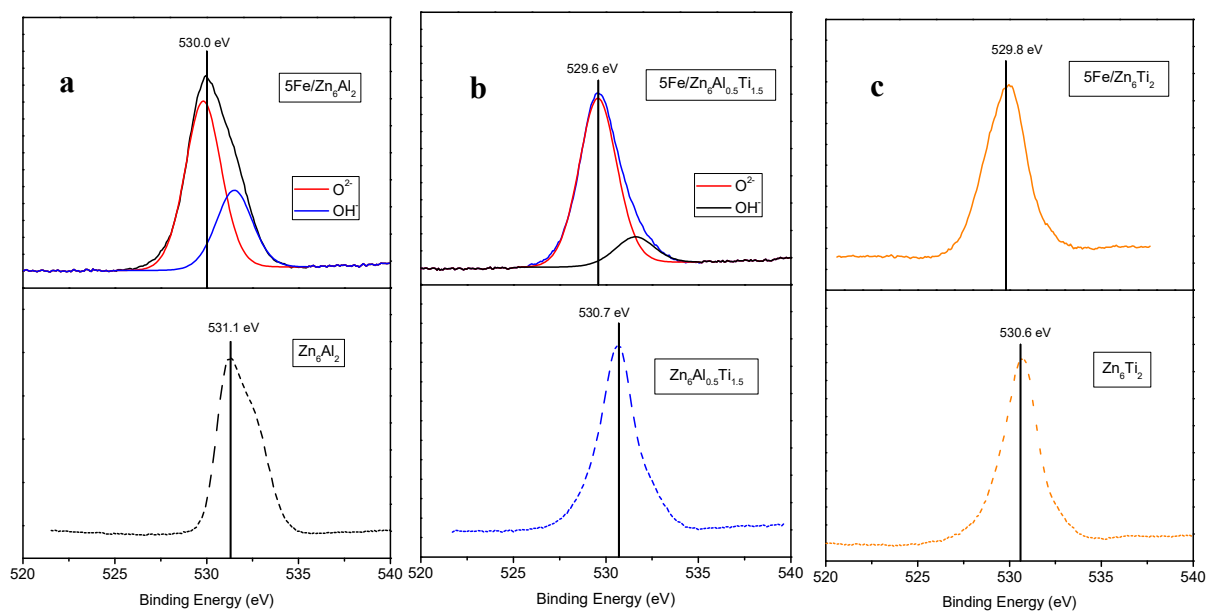 a
530.0 eV
5Fe/Zn₆Al₂
O²⁻
OH⁻
531.1 eV
Zn₆Al₂
520 525 530 535 540
Binding Energy (eV)
b
529.6 eV
5Fe/Zn₆Al₀.₅Ti₁.₅
O²⁻
OH⁻
530.7 eV
Zn₆Al₀.₅Ti₁.₅
520 525 530 535 540
Binding Energy (eV)
c
529.8 eV
5Fe/Zn₆Ti₂
530.6 eV
Zn₆Ti₂
520 525 530 535 540
Binding Energy (eV)